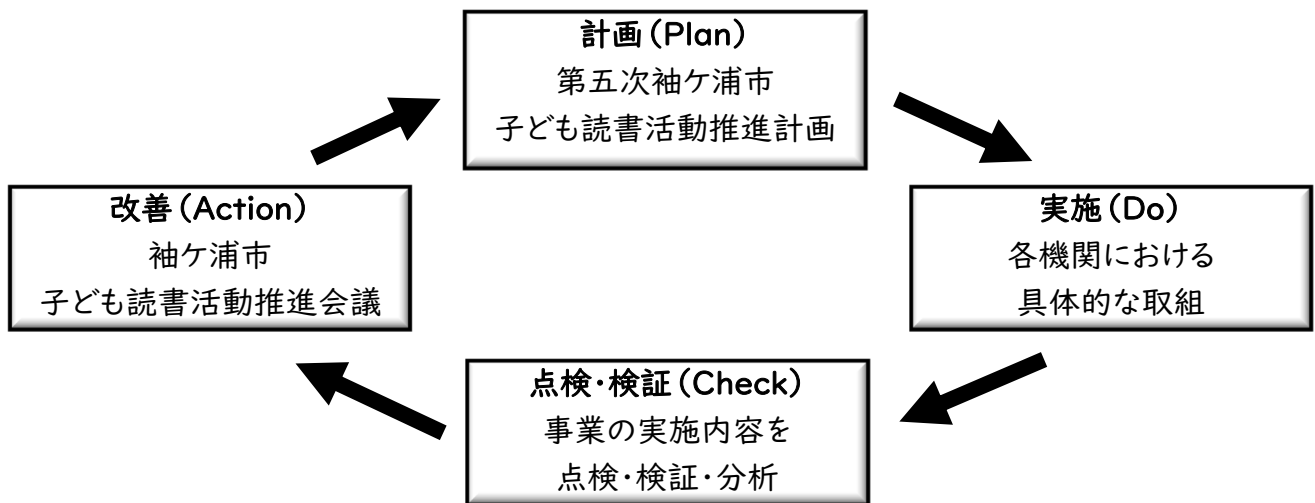 計画(Plan)
第五次袖ケ浦市
子ども読書活動推進計画
実施(Do)
各機関における
具体的な取組
点検・検証(Check)
事業の実施内容を
点検・検証・分析
改善(Action)
袖ケ浦市
子ども読書活動推進会議